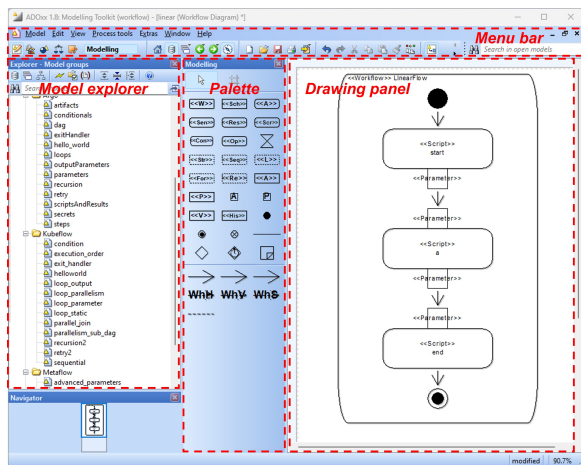 ADOxx 1.8: Modelling Toolkit (workflow) - [linear (Workflow Diagram) *]
Model Edit View Process tools Extras Window Help
Menu bar
Modelling
Search in open models
Explorer - Model groups
Model explorer
artifacts
conditionals
dag
exitHandler
hello_world
loops
outputParameters
parameters
recursion
retry
scriptsAndResults
secrets
steps
Kubeflow
condition
execution_order
exit_handler
helloworld
loop_output
loop_parallelism
loop_parameter
loop_static
parallel_join
parallelism_sub_dag
recursion2
retry2
sequential
Metaflow
advanced_parameters
Navigator
Modelling
Palette
<<W>> <<Sch>> <<A>>
<<Sen>> <<Res>> <<Scr>>
<<Con>> <<Op>>
<<Str>> <<Seq>> <<L>>
<<For>> <<Re>> <<A>>
<<P>> A P
<<V>> <<His>>
WhH WhV WhS
Drawing panel
<<Workflow>> LinearFlow
<<Script>>
start
<<Parameter>>
<<Parameter>>
<<Script>>
a
<<Parameter>>
<<Parameter>>
<<Script>>
end
modified 90.7%